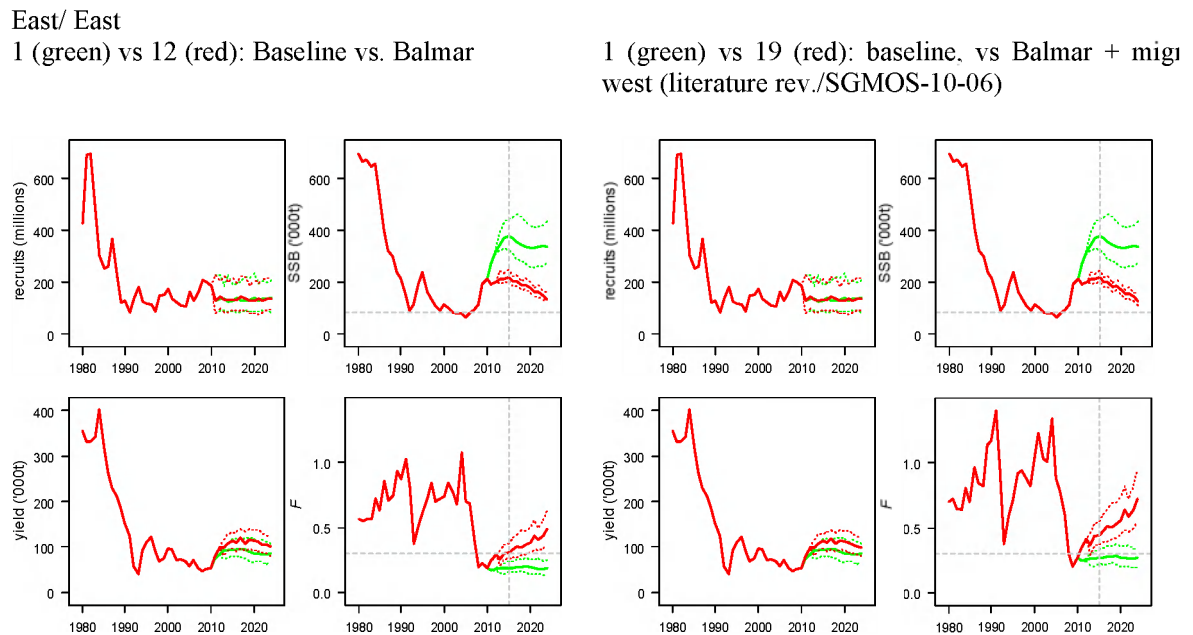 East/ East
1 (green) vs 12 (red): Baseline vs. Balmar
1 (green) vs 19 (red): baseline, vs Balmar + migr
west (literature rev./SGMOS-10-06)
recruits (millions)
600
400
200
0
1980 1990 2000 2010 2020
SSB ('000t)
600
400
200
0
1980 1990 2000 2010 2020
recruits (millions)
600
400
200
0
1980 1990 2000 2010 2020
SSB ('000t)
600
400
200
0
1980 1990 2000 2010 2020
yield ('000t)
400
300
200
100
0
1980 1990 2000 2010 2020
F
1.0
0.5
0.0
1980 1990 2000 2010 2020
yield ('000t)
400
300
200
100
0
1980 1990 2000 2010 2020
F
1.0
0.5
0.0
1980 1990 2000 2010 2020